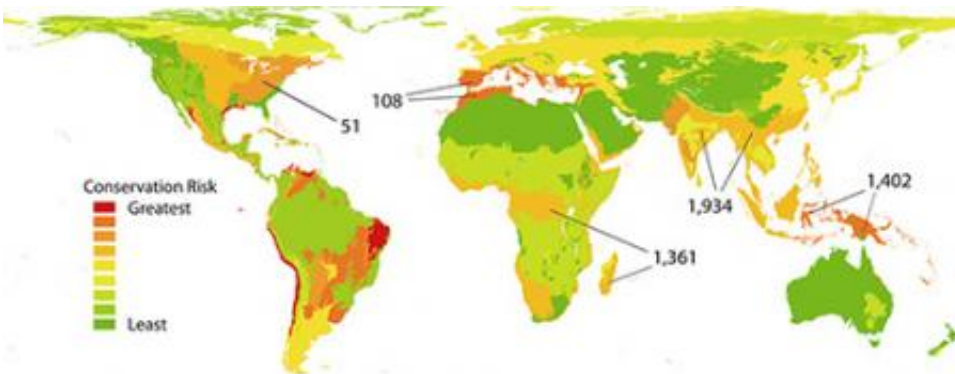 108
51
Conservation Risk
Greatest
Least
1,934
1,402
1,361